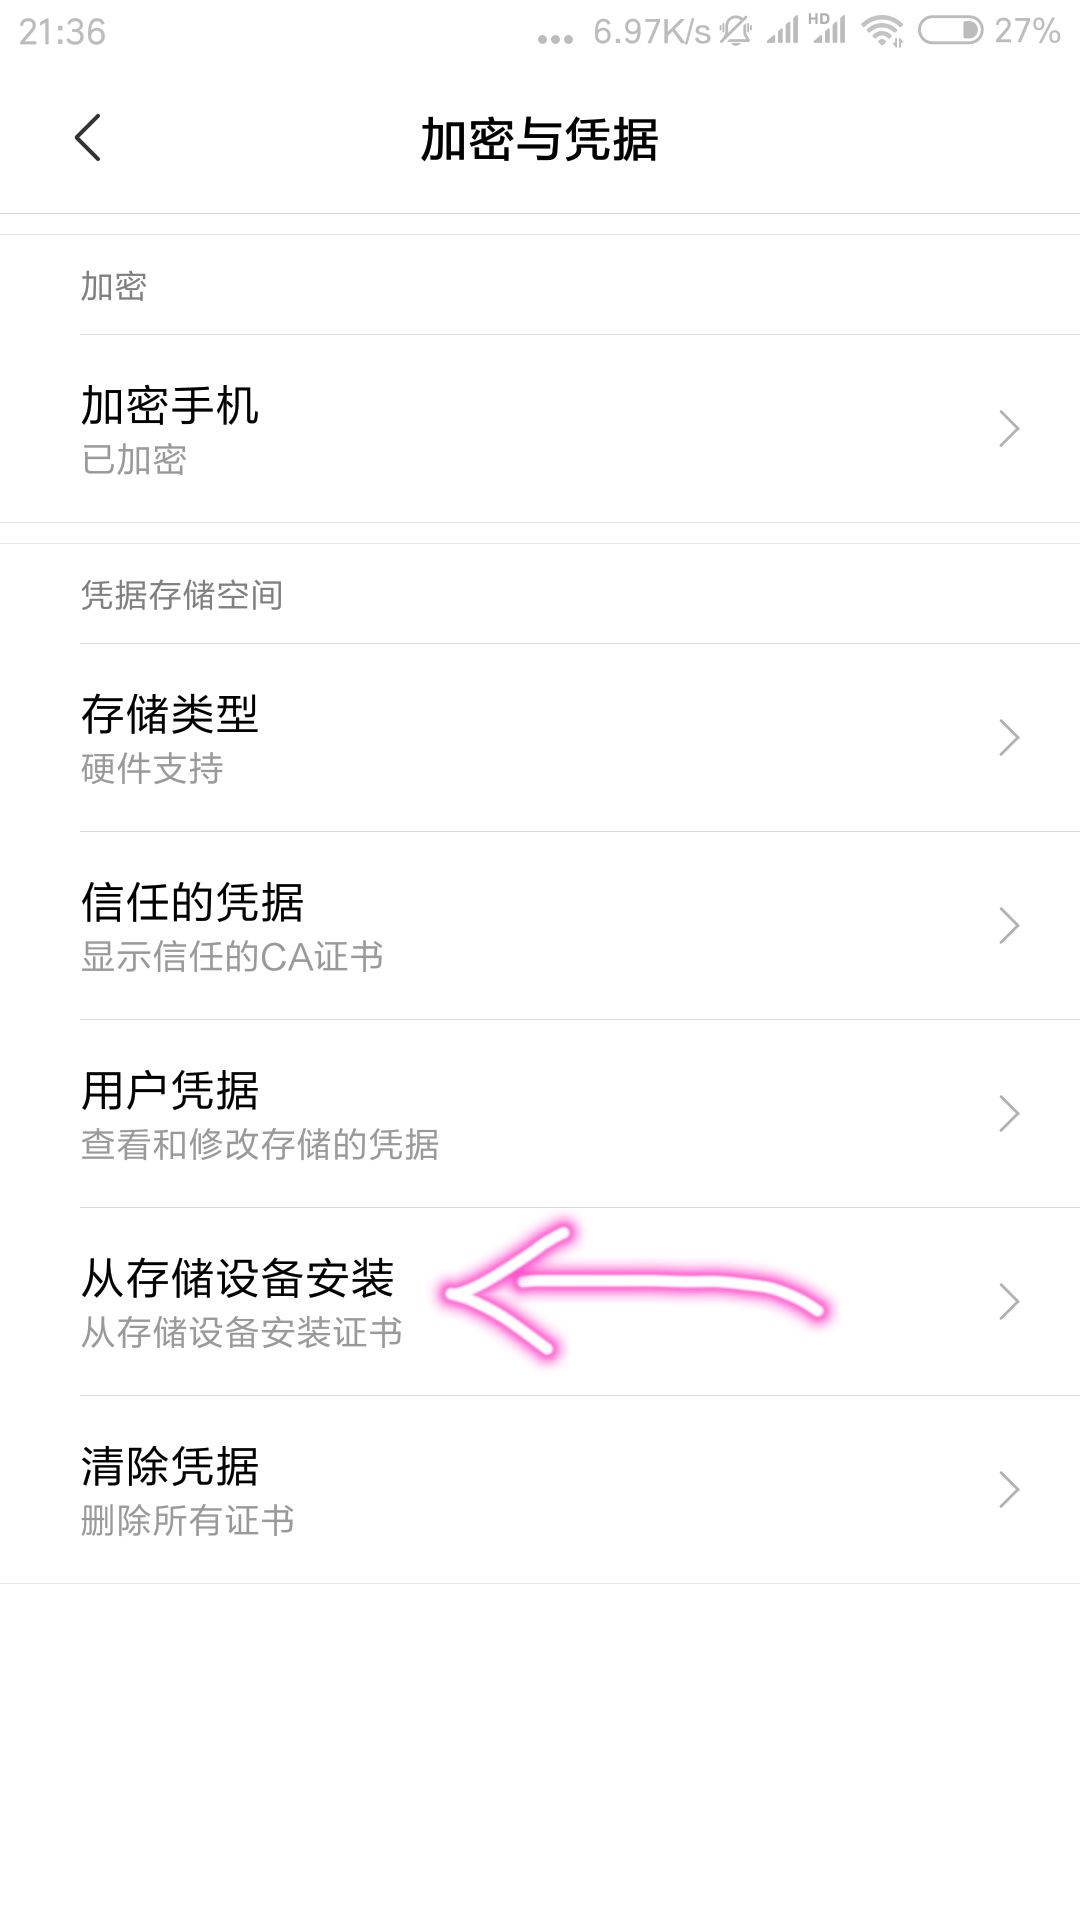 21:36 ... 6.97K/s HD 27%
加密与凭据
加密
加密手机
已加密
凭据存储空间
存储类型
硬件支持
信任的凭据
显示信任的CA证书
用户凭据
查看和修改存储的凭据
从存储设备安装
从存储设备安装证书
清除凭据
删除所有证书